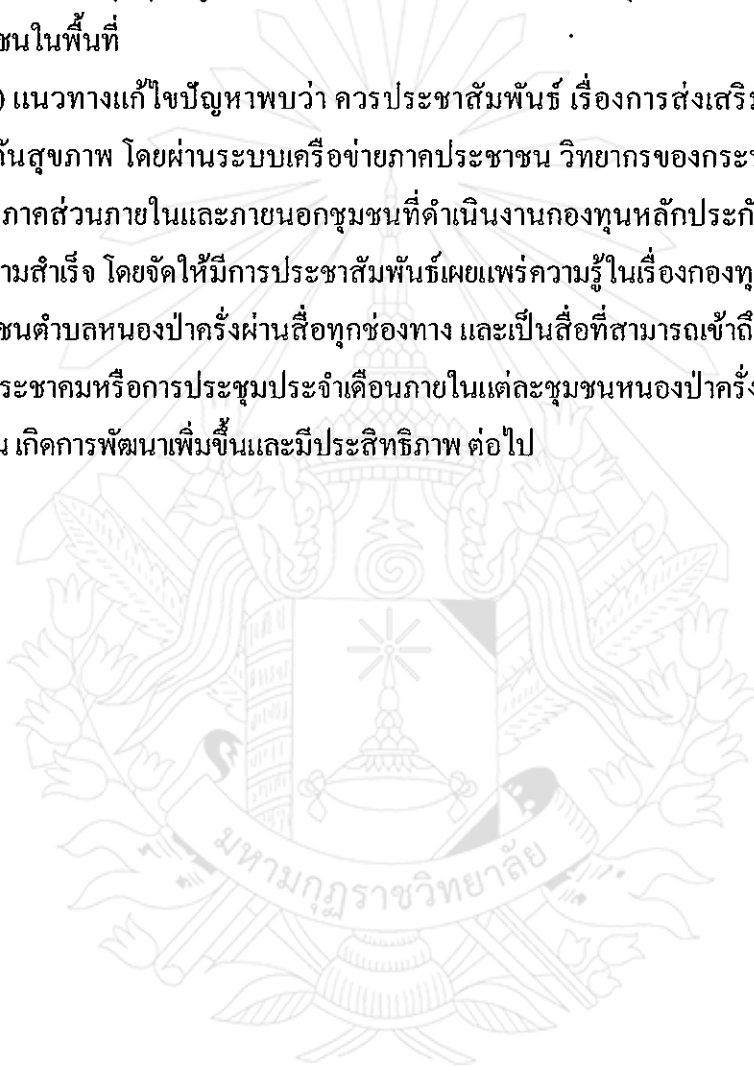 ชนในพื้นที่
) แนวทางแก้ไขปัญหาพบว่า ควรประชาสัมพันธ์ เรื่องการส่งเสริม
กันสุขภาพ โดยผ่านระบบเครือข่ายภาคประชาชน วิทยากรของกระท
ภาคส่วนภายในและภายนอกชุมชนที่ดำเนินงานกองทุนหลักประกั
ามสำเร็จ โดยจัดให้มีการประชาสัมพันธ์เผยแพร่ความรู้ในเรื่องกองทุ
ชนตำบลหนองป่าครั่งผ่านสื่อทุกช่องทาง และเป็นสื่อที่สามารถเข้าถึ
ระชาคมหรือการประชุมประจำเดือนภายในแต่ละชุมชนหนองป่าครั่ง
น เกิดการพัฒนาเพิ่มขึ้นและมีประสิทธิภาพ ต่อไป
มหามกุฏราชวิทยาลัย